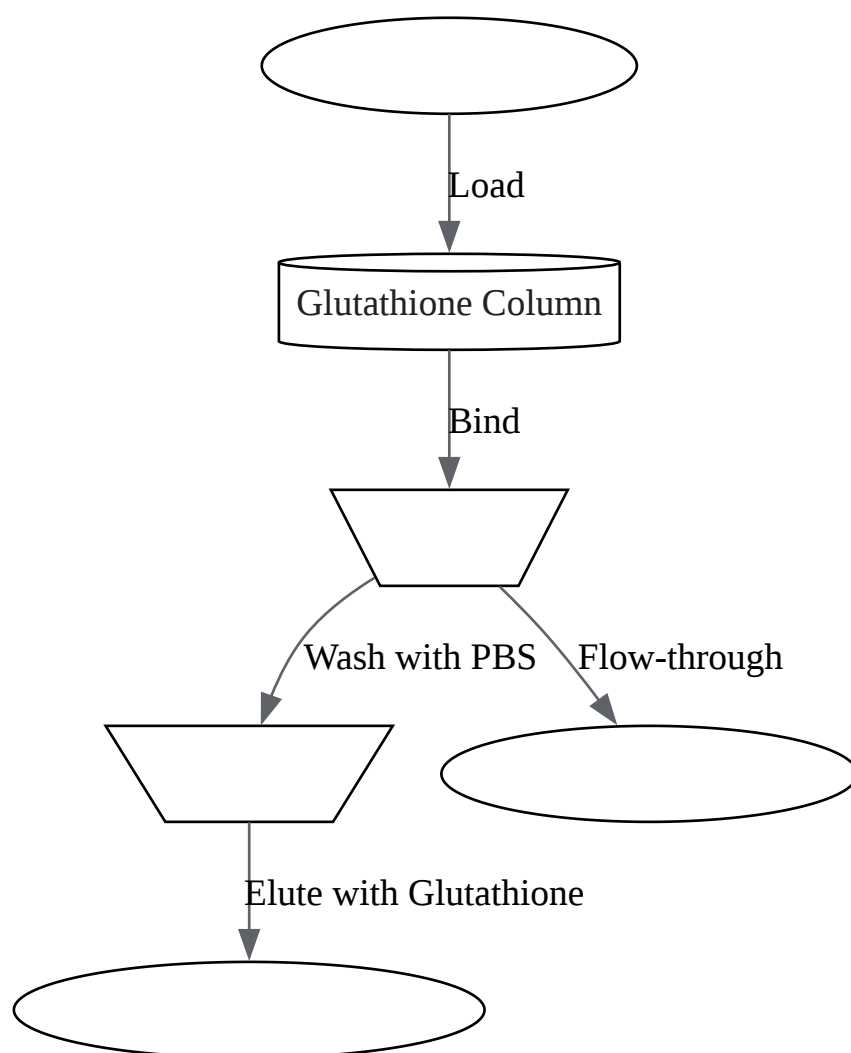 Load
Glutathione Column
Bind
Wash with PBS
Flow-through
Elute with Glutathione